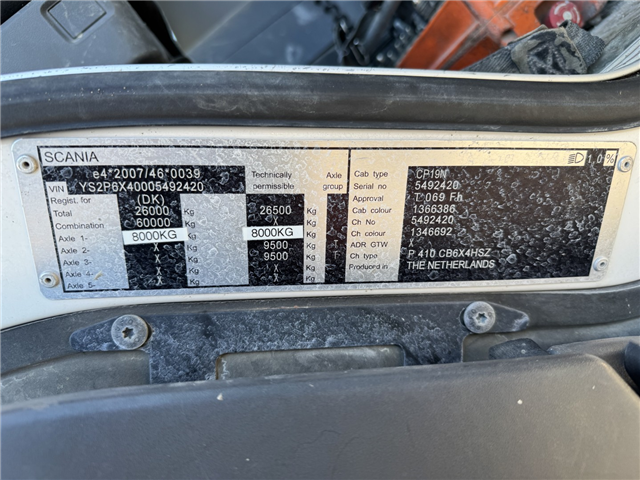 SCANIA
e4*2007/46*0039
VIN YS2P6X40005492420
Regist. for (DK)
Total 26000 Kg
Combination 60000 Kg
Axle 1- 8000KG
Axle 2- X Kg
Axle 3- X Kg
Axle 4- X Kg
Axle 5- X Kg
Technically permissible
Axle group
26500 Kg
Kg
8000KG
9500 Kg T
9500 Kg T
X Kg
X Kg
1,0%
Cab type CP19N
Serial no 5492420
Approval T 069 Fh
Cab colour 1366386
Ch No 5492420
Ch colour 1346692
ADR GTW X
Ch type P 410 CB6X4HSZ
Produced in THE NETHERLANDS